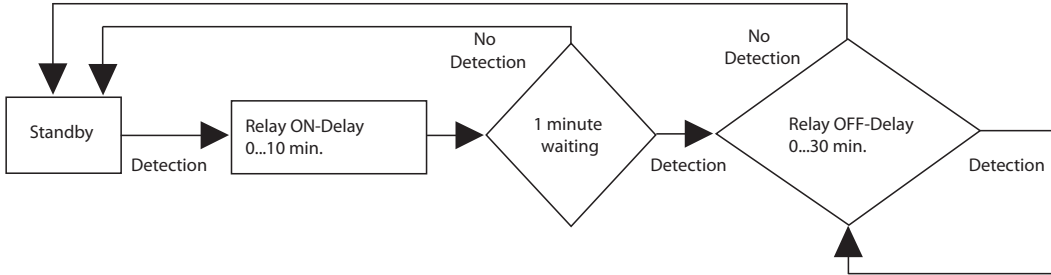 Standby
Detection
Relay ON-Delay
0...10 min.
No
Detection
1 minute
waiting
Detection
No
Detection
Relay OFF-Delay
0...30 min.
Detection